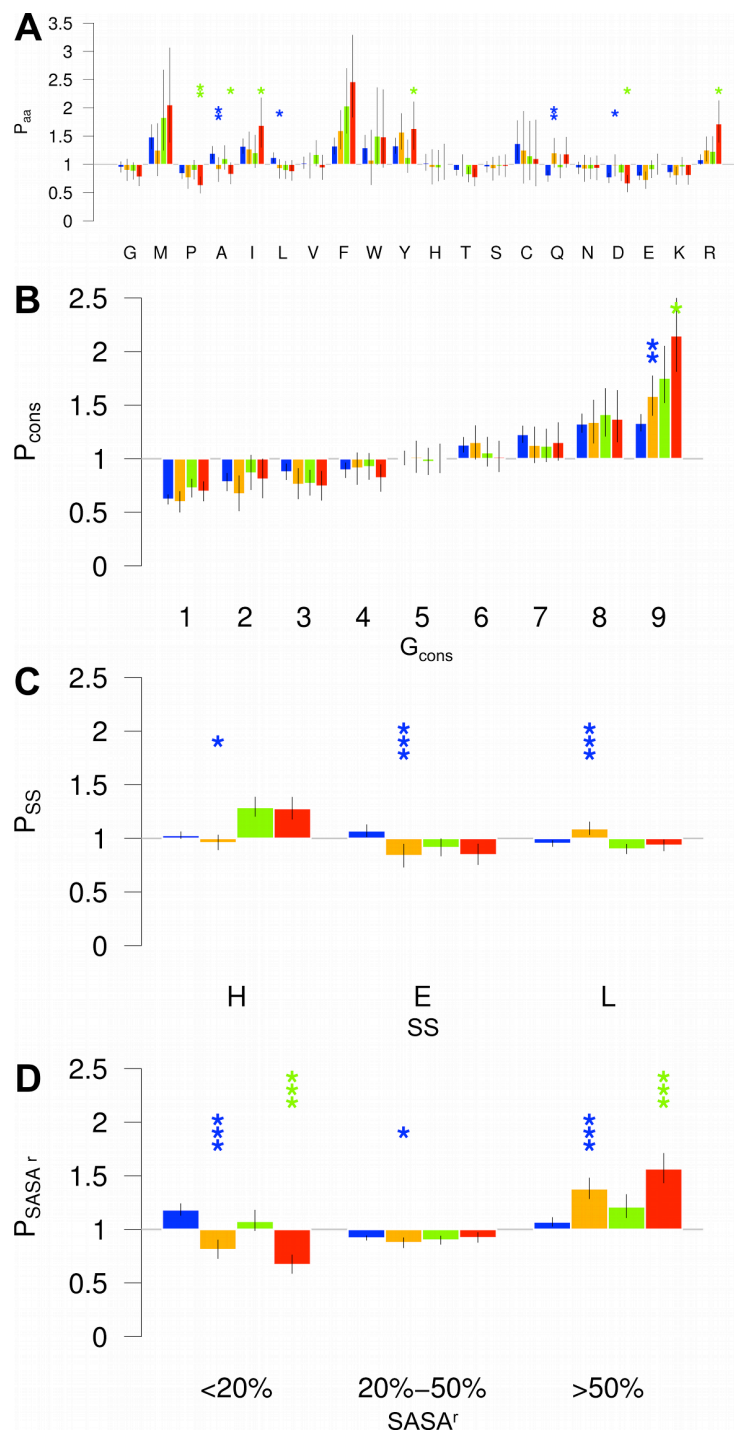 A
3.5
3
2.5
2
1.5
1
0.5
0
Paa
* * * * * * * * * * * * *
G M P A I L V F W Y H T S C Q N D E K R
B
2.5
2
1.5
1
0.5
0
Pcons
* * *
1 2 3 4 5 6 7 8 9
Gcons
C
2.5
2
1.5
1
0.5
0
PSS
* *** ***
H E L
SS
D
2.5
2
1.5
1
0.5
0
PSASA r
*** *** * *** ***
<20% 20%−50% >50%
SASAr